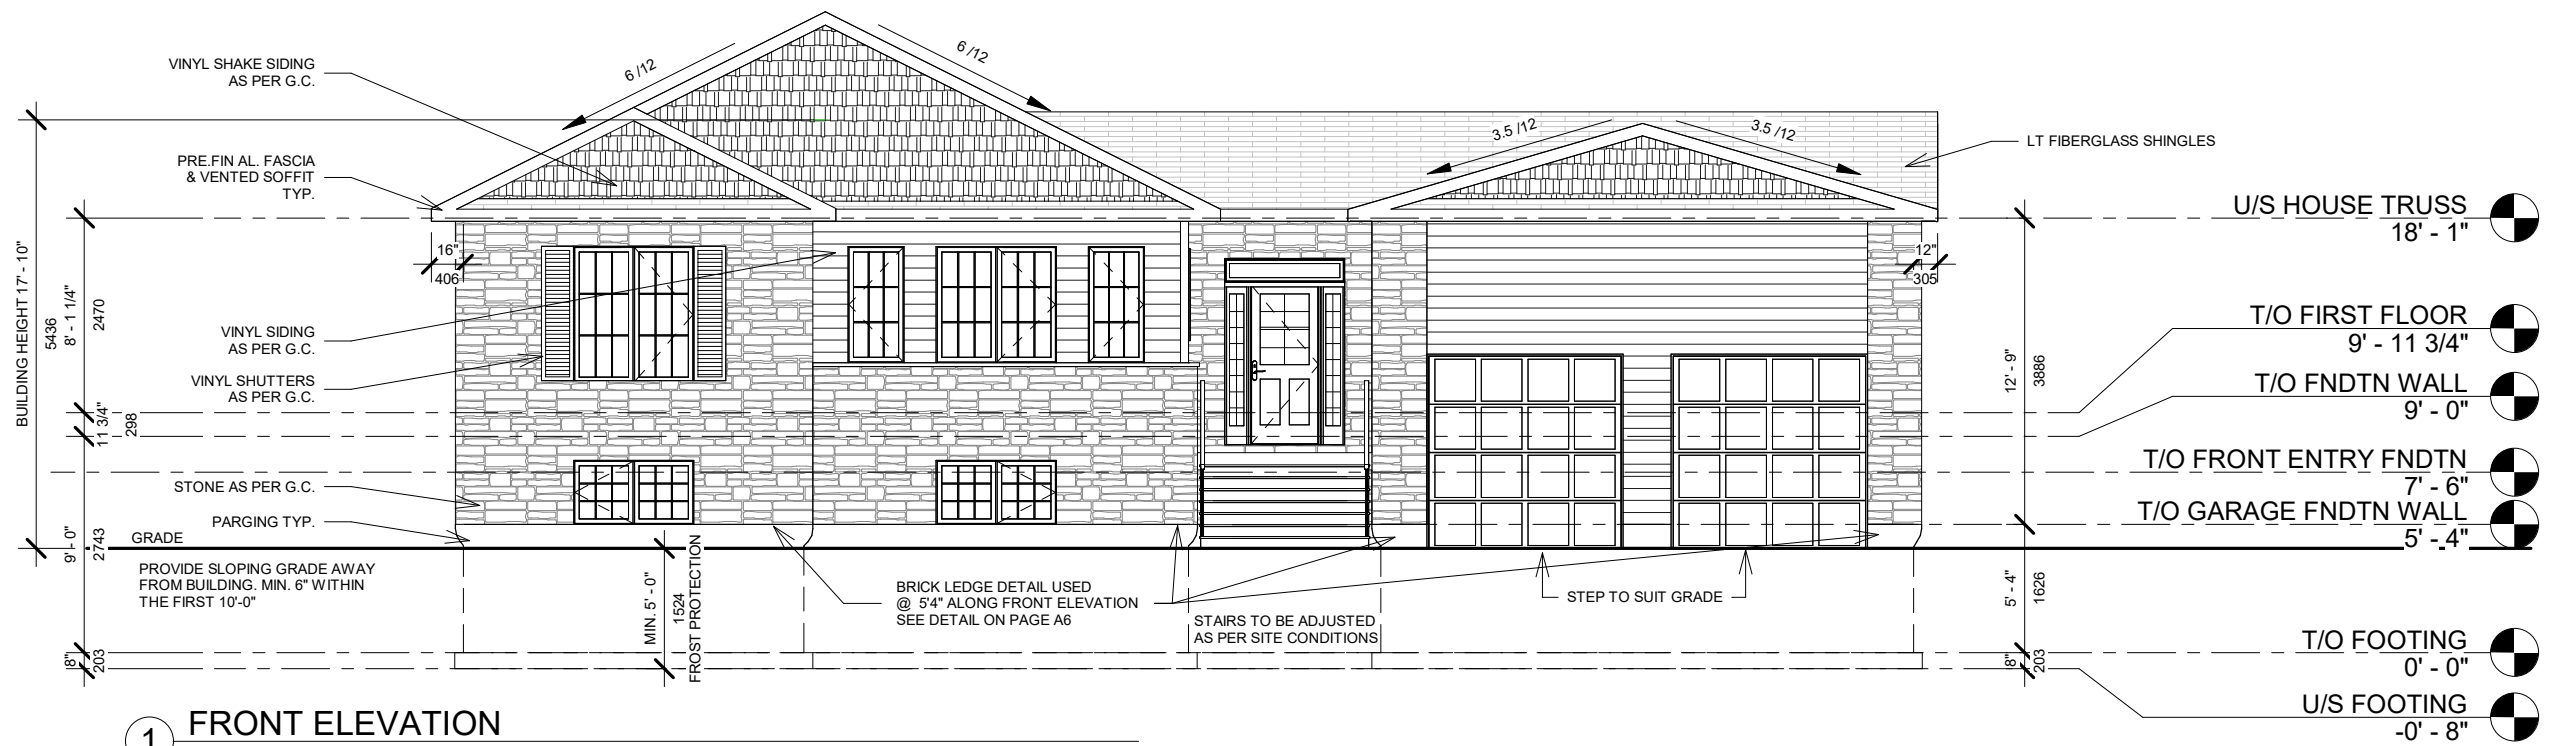 VINYL SHAKE SIDING
AS PER G.C.
6 /12
6 /12
3.5 /12
3.5 /12
LT FIBERGLASS SHINGLES
PRE.FIN AL. FASCIA
& VENTED SOFFIT
TYP.
U/S HOUSE TRUSS
18' - 1"
16"
406
12"
305
BUILDING HEIGHT 17' - 10"
5436
8' - 1 1/4"
2470
VINYL SIDING
AS PER G.C.
VINYL SHUTTERS
AS PER G.C.
T/O FIRST FLOOR
9' - 11 3/4"
12' - 9"
3886
T/O FNDTN WALL
9' - 0"
11 3/4"
298
T/O FRONT ENTRY FNDTN
7' - 6"
STONE AS PER G.C.
PARGING TYP.
T/O GARAGE FNDTN WALL
5' - 4"
GRADE
9' - 0"
2743
PROVIDE SLOPING GRADE AWAY
FROM BUILDING. MIN. 6" WITHIN
THE FIRST 10'-0"
MIN. 5' - 0"
1524
FROST PROTECTION
BRICK LEDGE DETAIL USED
@ 5'4" ALONG FRONT ELEVATION
SEE DETAIL ON PAGE A6
STAIRS TO BE ADJUSTED
AS PER SITE CONDITIONS
STEP TO SUIT GRADE
5' - 4"
1626
T/O FOOTING
0' - 0"
8"
203
8"
203
U/S FOOTING
-0' - 8"
1
FRONT ELEVATION